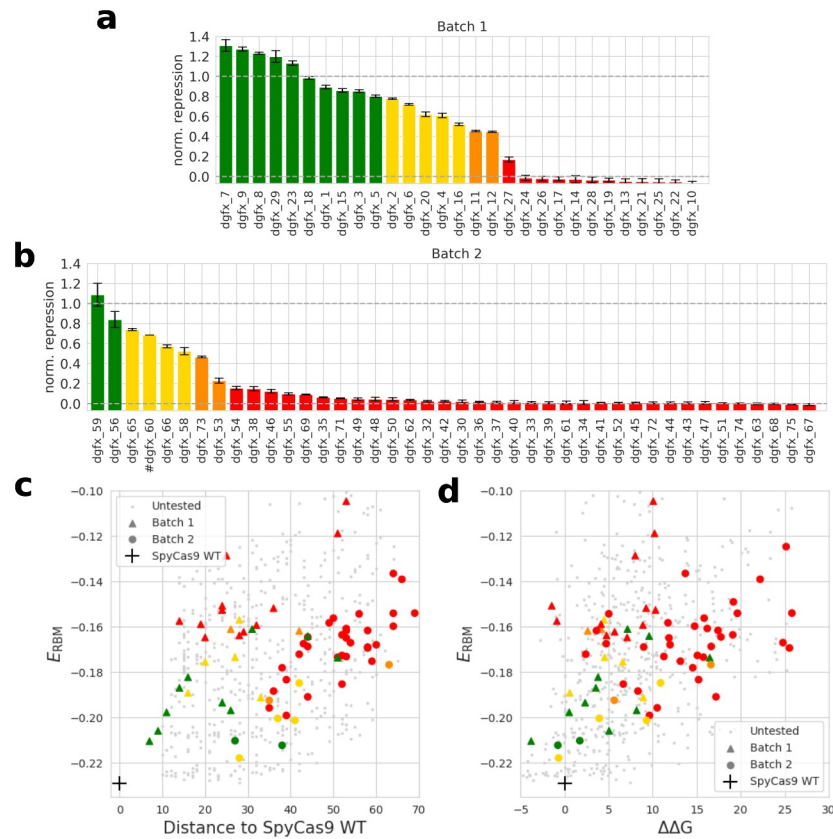 a
Batch 1
norm. repression
1.4
1.2
1.0
0.8
0.6
0.4
0.2
0.0
dgfx_7
dgfx_9
dgfx_8
dgfx_29
dgfx_23
dgfx_18
dgfx_1
dgfx_15
dgfx_3
dgfx_5
dgfx_2
dgfx_6
dgfx_20
dgfx_4
dgfx_16
dgfx_11
dgfx_12
dgfx_27
dgfx_24
dgfx_26
dgfx_17
dgfx_14
dgfx_28
dgfx_19
dgfx_13
dgfx_21
dgfx_25
dgfx_22
dgfx_10
b
Batch 2
norm. repression
1.4
1.2
1.0
0.8
0.6
0.4
0.2
0.0
dgfx_59
dgfx_56
dgfx_65
#dgfx_60
dgfx_66
dgfx_58
dgfx_73
dgfx_53
dgfx_54
dgfx_38
dgfx_46
dgfx_55
dgfx_69
dgfx_35
dgfx_71
dgfx_49
dgfx_48
dgfx_50
dgfx_62
dgfx_32
dgfx_42
dgfx_30
dgfx_36
dgfx_37
dgfx_40
dgfx_33
dgfx_39
dgfx_61
dgfx_34
dgfx_41
dgfx_52
dgfx_45
dgfx_72
dgfx_44
dgfx_43
dgfx_47
dgfx_51
dgfx_74
dgfx_63
dgfx_68
dgfx_75
dgfx_67
c
E_RBM
−0.10
−0.12
−0.14
−0.16
−0.18
−0.20
−0.22
Untested
Batch 1
Batch 2
SpyCas9 WT
0 10 20 30 40 50 60 70
Distance to SpyCas9 WT
d
E_RBM
−0.10
−0.12
−0.14
−0.16
−0.18
−0.20
−0.22
Untested
Batch 1
Batch 2
SpyCas9 WT
−5 0 5 10 15 20 25 30
ΔΔG